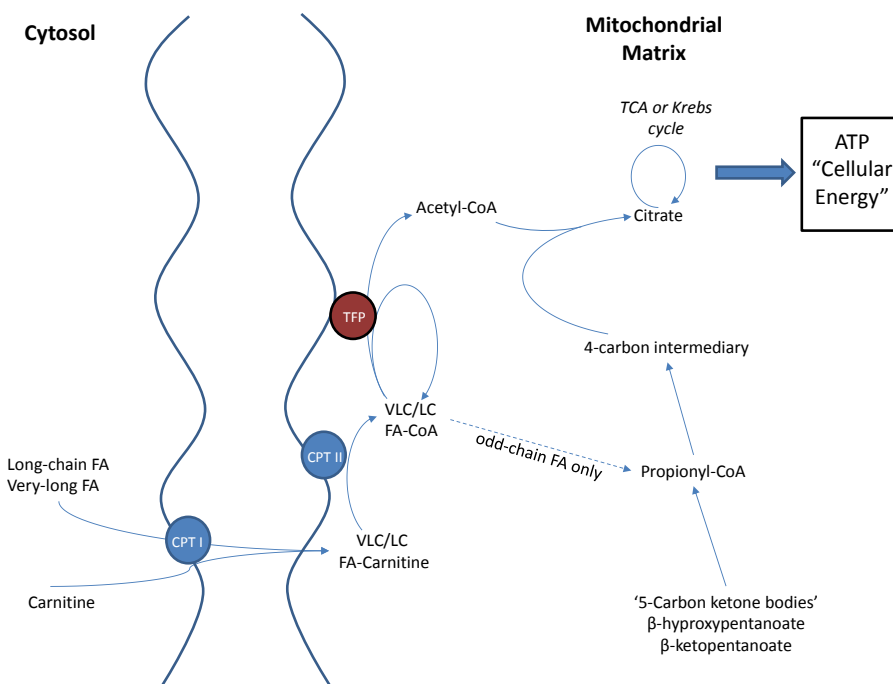 Cytosol
Mitochondrial
Matrix
TCA or Krebs
cycle
ATP
“Cellular
Energy”
Acetyl-CoA
Citrate
TFP
4-carbon intermediary
VLC/LC
FA-CoA
odd-chain FA only
CPT II
Propionyl-CoA
Long-chain FA
Very-long FA
CPT I
VLC/LC
FA-Carnitine
Carnitine
‘5-Carbon ketone bodies’
β-hyproxypentanoate
β-ketopentanoate